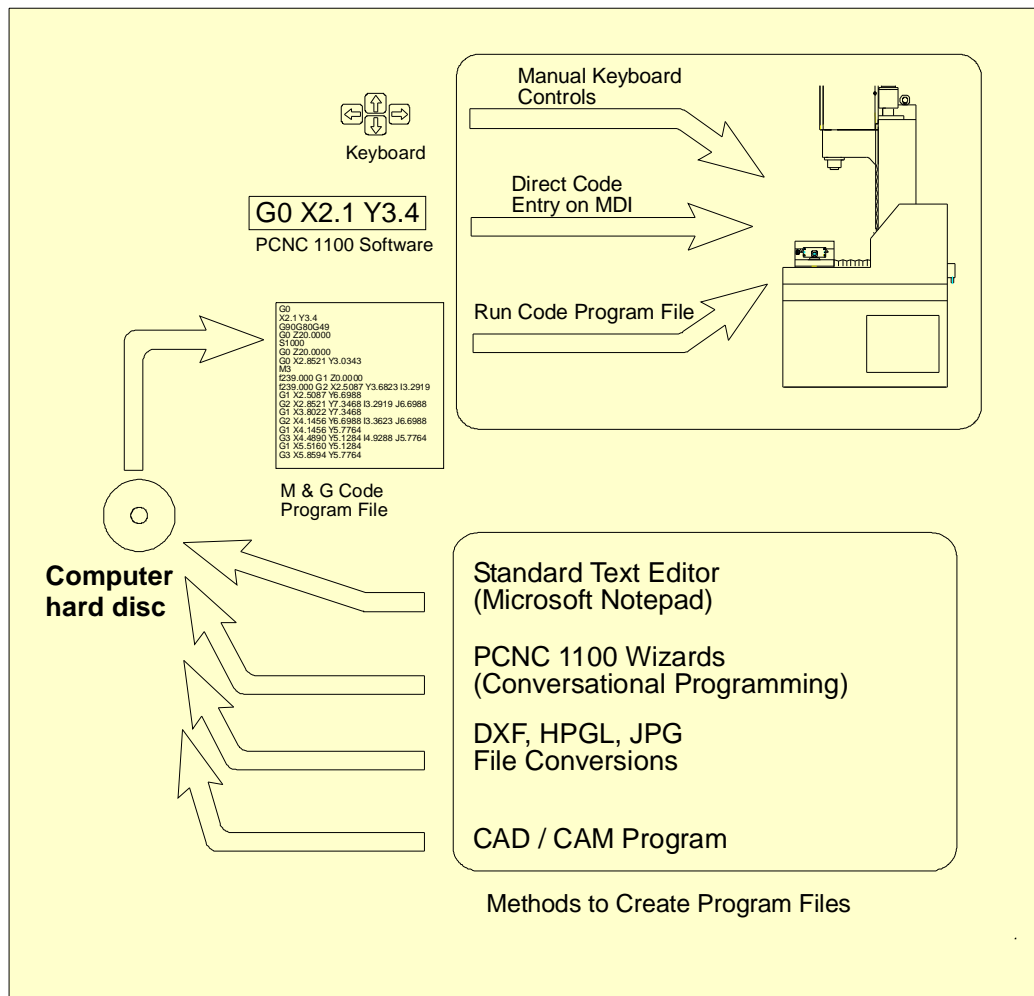 Manual Keyboard
Controls
Keyboard
Direct Code
Entry on MDI
G0 X2.1 Y3.4
PCNC 1100 Software
Run Code Program File
G0
X2.1 Y3.4
G90G80G49
G0 Z20.0000
S1000
G0 Z20.0000
G0 X2.8521 Y3.0343
M3
f239.000 G1 Z0.0000
f239.000 G2 X2.5087 Y3.6823 I3.2919
G1 X2.5087 Y6.6988
G2 X2.8521 Y7.3468 I3.2919 J6.6988
G1 X3.8022 Y7.3468
G2 X4.1456 Y6.6988 I3.3623 J6.6988
G1 X4.1456 Y5.7764
G3 X4.4890 Y5.1284 I4.9288 J5.7764
G1 X5.5160 Y5.1284
G3 X5.8594 Y5.7764
M & G Code
Program File
Computer
hard disc
Standard Text Editor
(Microsoft Notepad)
PCNC 1100 Wizards
(Conversational Programming)
DXF, HPGL, JPG
File Conversions
CAD / CAM Program
Methods to Create Program Files